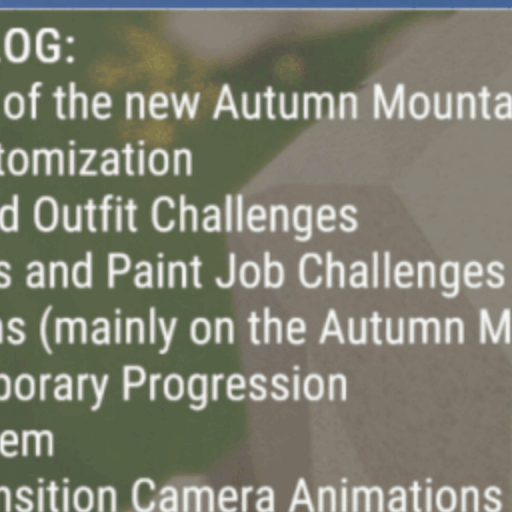 OG:
of the new Autumn Mounta
tomization
d Outfit Challenges
s and Paint Job Challenges
ns (mainly on the Autumn M
porary Progression
em
nsition Camera Animations